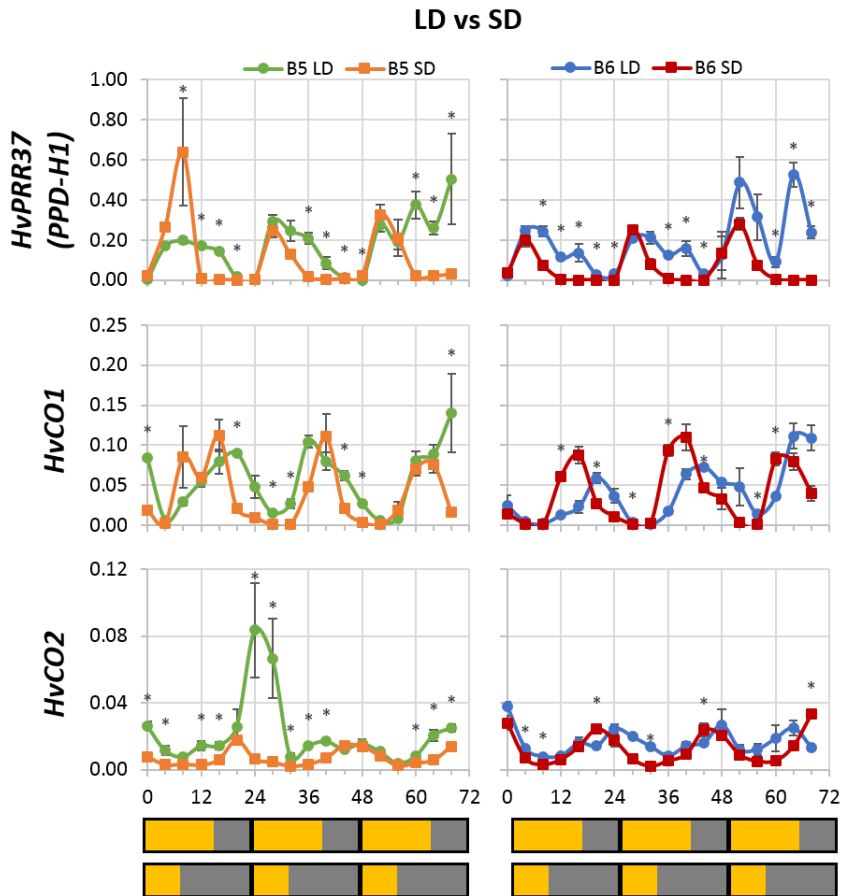 LD vs SD
B5 LD B5 SD B6 LD B6 SD
HvPRR37
(PPD-H1)
1.00
0.80
0.60
0.40
0.20
0.00
* * * * * * * * * * * *
* * * * * * * * * * *
HvCO1
0.25
0.20
0.15
0.10
0.05
0.00
* * * * * * *
* * * * * * *
HvCO2
0.12
0.08
0.04
0.00
* * * * * * * * * * * *
* * * * * *
0 12 24 36 48 60 72 0 12 24 36 48 60 72